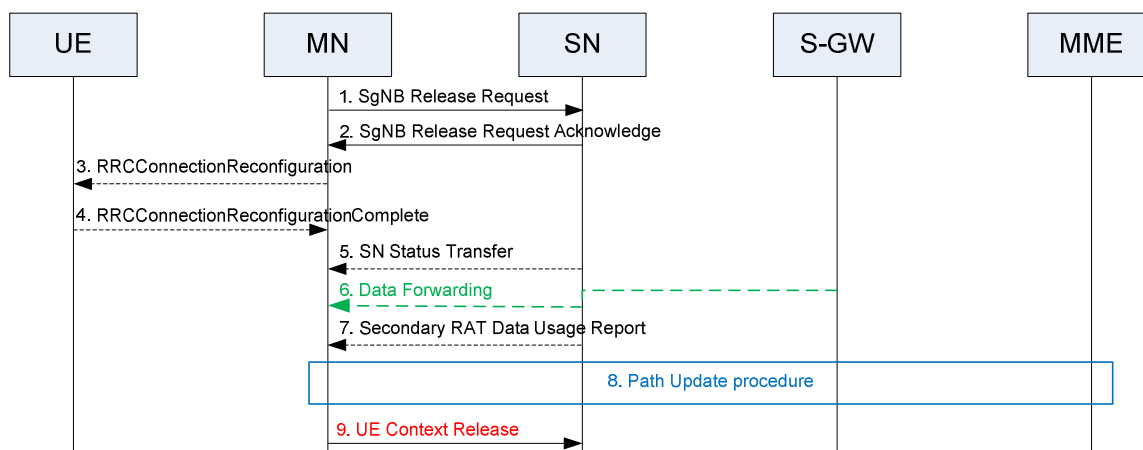 UE
MN
SN
S-GW
MME
1. SgNB Release Request
2. SgNB Release Request Acknowledge
3. RRCConnectionReconfiguration
4. RRCConnectionReconfigurationComplete
5. SN Status Transfer
6. Data Forwarding
7. Secondary RAT Data Usage Report
8. Path Update procedure
9. UE Context Release